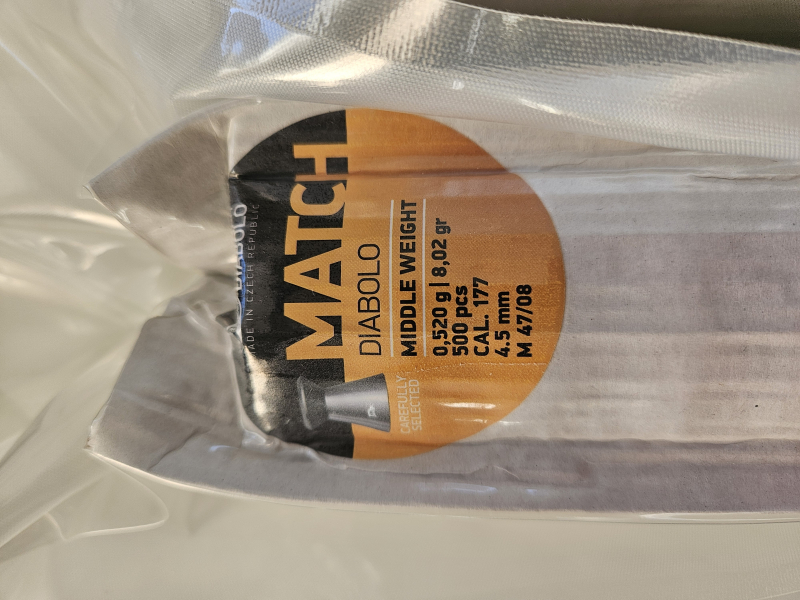 DIABOLO
MADE IN CZECH REPUBLIC
MATCH
DIABOLO
MIDDLE WEIGHT
0,520 g | 8,02 gr
500 pcs
CAL. 177
4.5 mm
M 47/08
CAREFULLY
SELECTED